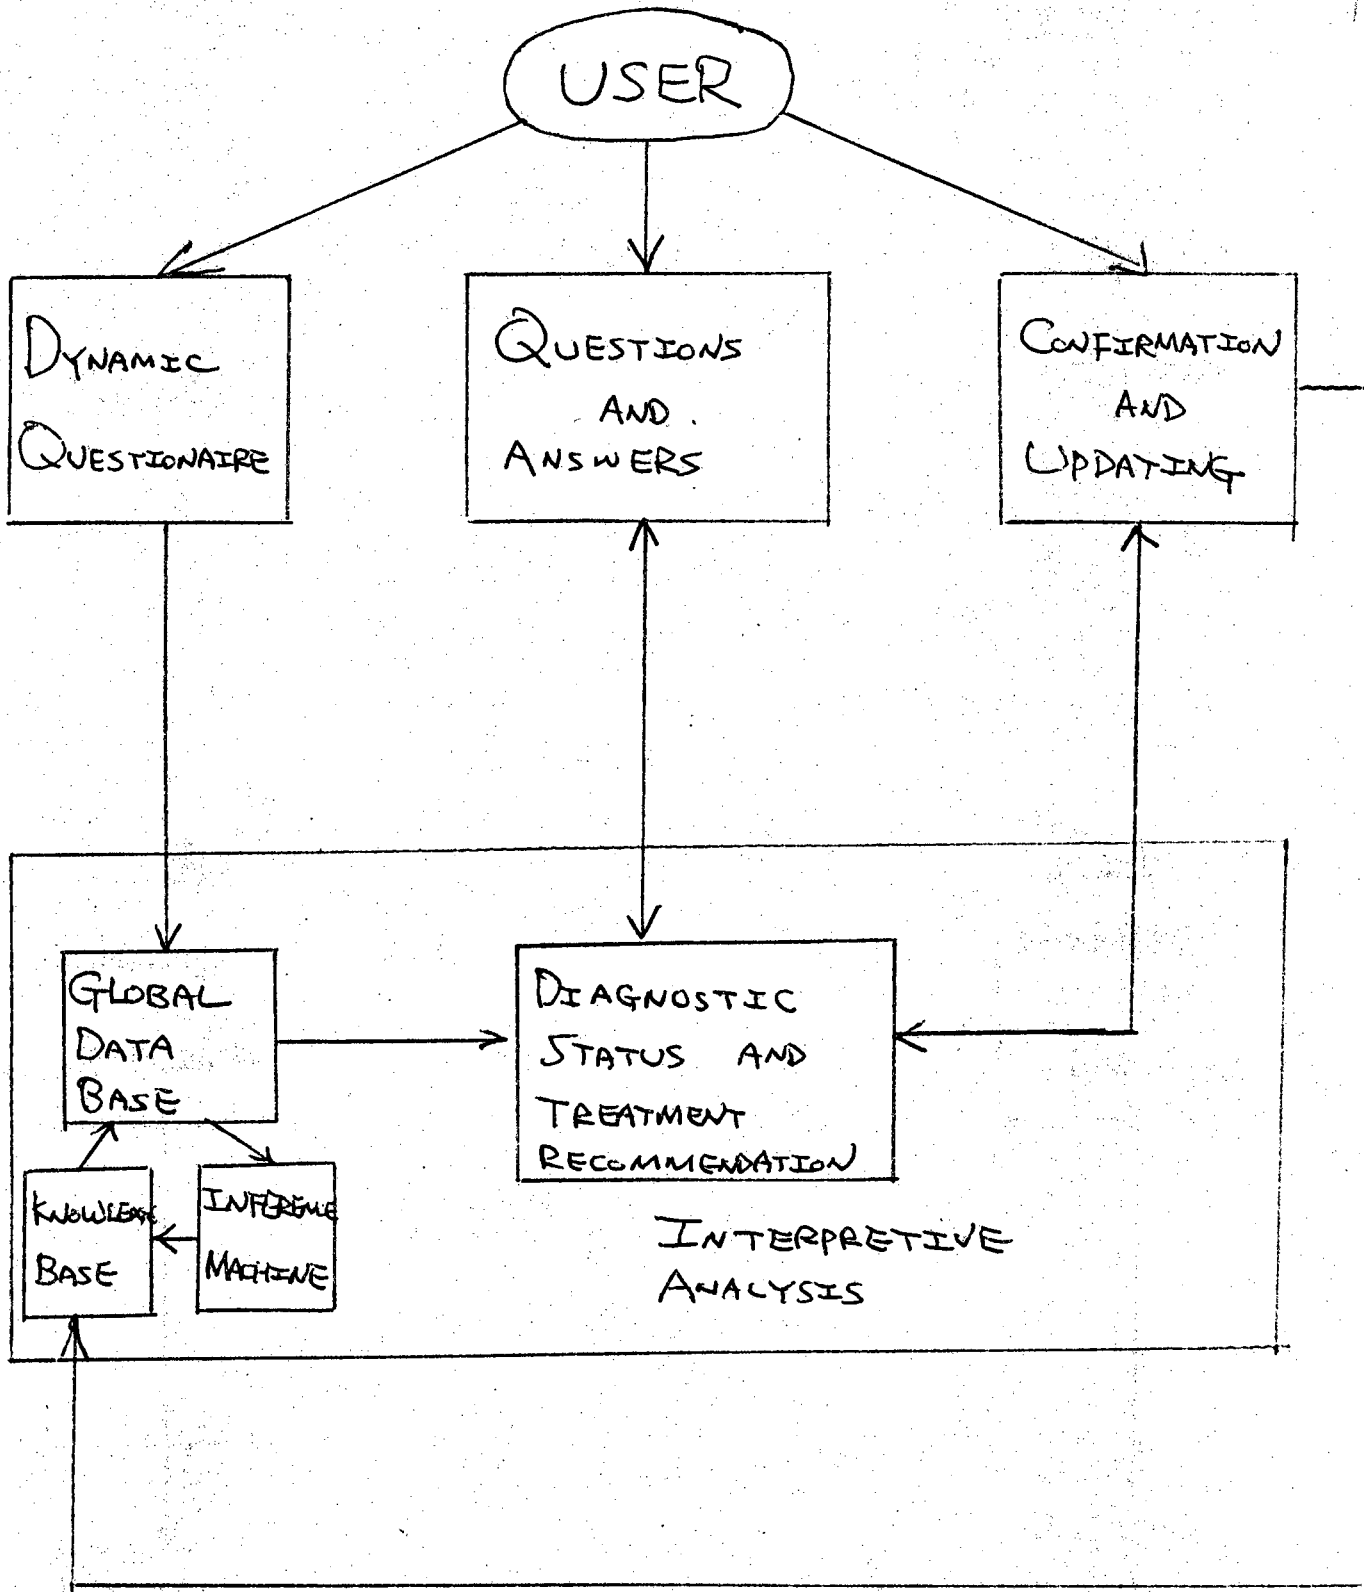 USER
DYNAMIC
QUESTIONAIRE
QUESTIONS
AND
ANSWERS
CONFIRMATION
AND
UPDATING
GLOBAL
DATA
BASE
DIAGNOSTIC
STATUS AND
TREATMENT
RECOMMENDATION
BASE
INFERENCE
MACHINE
INTERPRETIVE
ANALYSIS